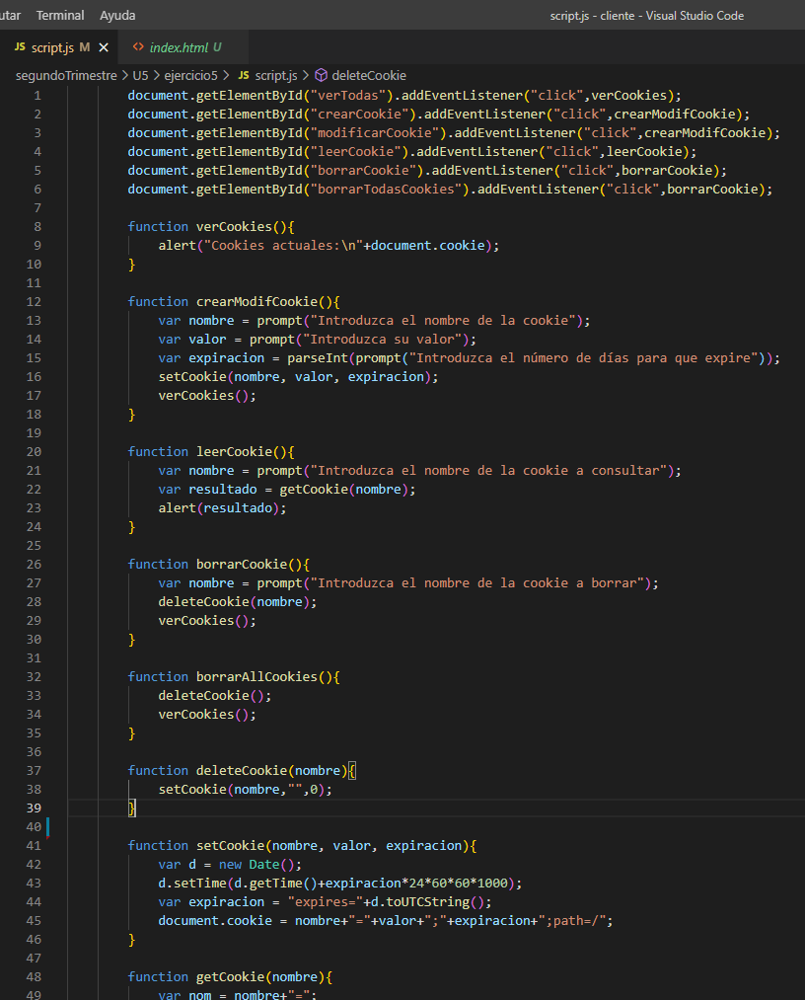 utar Terminal Ayuda script.js - cliente - Visual Studio Code
JS script.js M × <> index.html U
segundoTrimestre > U5 > ejercicio5 > JS script.js > deleteCookie
1 document.getElementById("verTodas").addEventListener("click",verCookies);
2 document.getElementById("crearCookie").addEventListener("click",crearModifCookie);
3 document.getElementById("modificarCookie").addEventListener("click",crearModifCookie);
4 document.getElementById("leerCookie").addEventListener("click",leerCookie);
5 document.getElementById("borrarCookie").addEventListener("click",borrarCookie);
6 document.getElementById("borrarTodasCookies").addEventListener("click",borrarCookie);
7
8 function verCookies(){
9 alert("Cookies actuales:\n"+document.cookie);
10 }
11
12 function crearModifCookie(){
13 var nombre = prompt("Introduzca el nombre de la cookie");
14 var valor = prompt("Introduzca su valor");
15 var expiracion = parseInt(prompt("Introduzca el número de días para que expire"));
16 setCookie(nombre, valor, expiracion);
17 verCookies();
18 }
19
20 function leerCookie(){
21 var nombre = prompt("Introduzca el nombre de la cookie a consultar");
22 var resultado = getCookie(nombre);
23 alert(resultado);
24 }
25
26 function borrarCookie(){
27 var nombre = prompt("Introduzca el nombre de la cookie a borrar");
28 deleteCookie(nombre);
29 verCookies();
30 }
31
32 function borrarAllCookies(){
33 deleteCookie();
34 verCookies();
35 }
36
37 function deleteCookie(nombre){
38 setCookie(nombre,"",0);
39 }
40
41 function setCookie(nombre, valor, expiracion){
42 var d = new Date();
43 d.setTime(d.getTime()+expiracion*24*60*60*1000);
44 var expiracion = "expires="+d.toUTCString();
45 document.cookie = nombre+"="+valor+";"+expiracion+";path=/";
46 }
47
48 function getCookie(nombre){
49 var nom = nombre+"=";